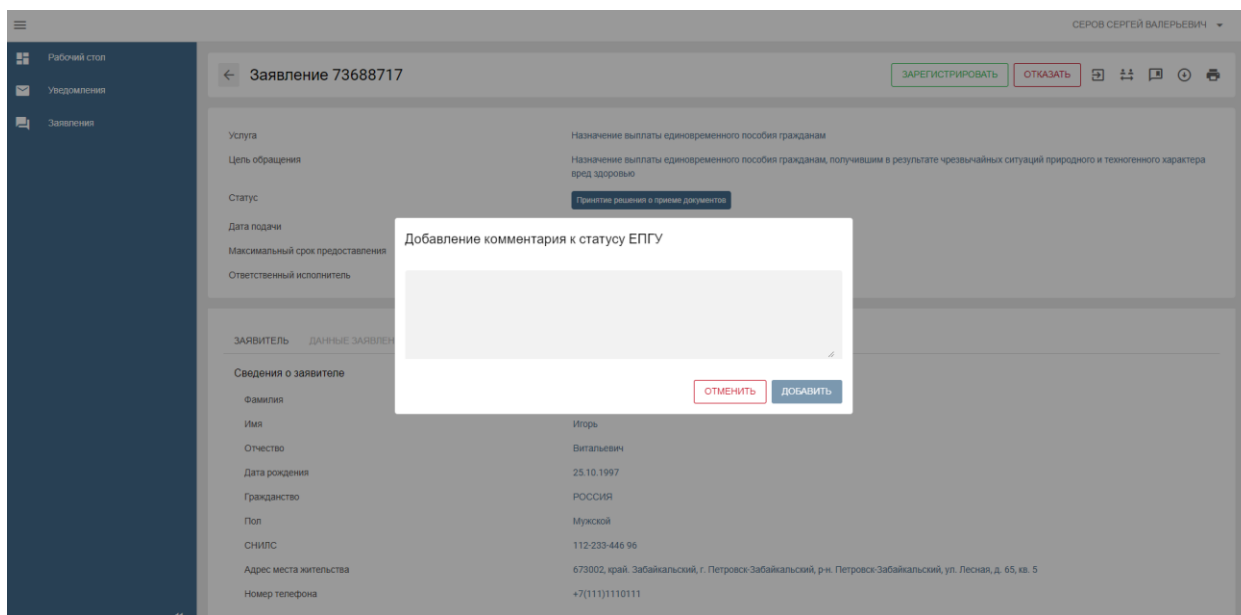 СЕРОВ СЕРГЕЙ ВАЛЕРЬЕВИЧ
Рабочий стол
Уведомления
Заявления
Заявление 73688717
ЗАРЕГИСТРИРОВАТЬ
ОТКАЗАТЬ
Услуга
Назначение выплаты единовременного пособия гражданам
Цель обращения
Назначение выплаты единовременного пособия гражданам, получившим в результате чрезвычайных ситуаций природного и техногенного характера
вред здоровью
Статус
Принятие решения о приеме документов
Дата подачи
Максимальный срок предоставления
Ответственный исполнитель
Добавление комментария к статусу ЕПГУ
ОТМЕНИТЬ
ДОБАВИТЬ
ЗАЯВИТЕЛЬ
ДАННЫЕ ЗАЯВЛЕН
Сведения о заявителе
Фамилия
Имя
Игорь
Отчество
Витальевич
Дата рождения
25.10.1997
Гражданство
РОССИЯ
Пол
Мужской
СНИЛС
112-233-446 96
Адрес места жительства
673002, край. Забайкальский, г. Петровск-Забайкальский, р-н. Петровск-Забайкальский, ул. Лесная, д. 65, кв. 5
Номер телефона
+7(111)1110111